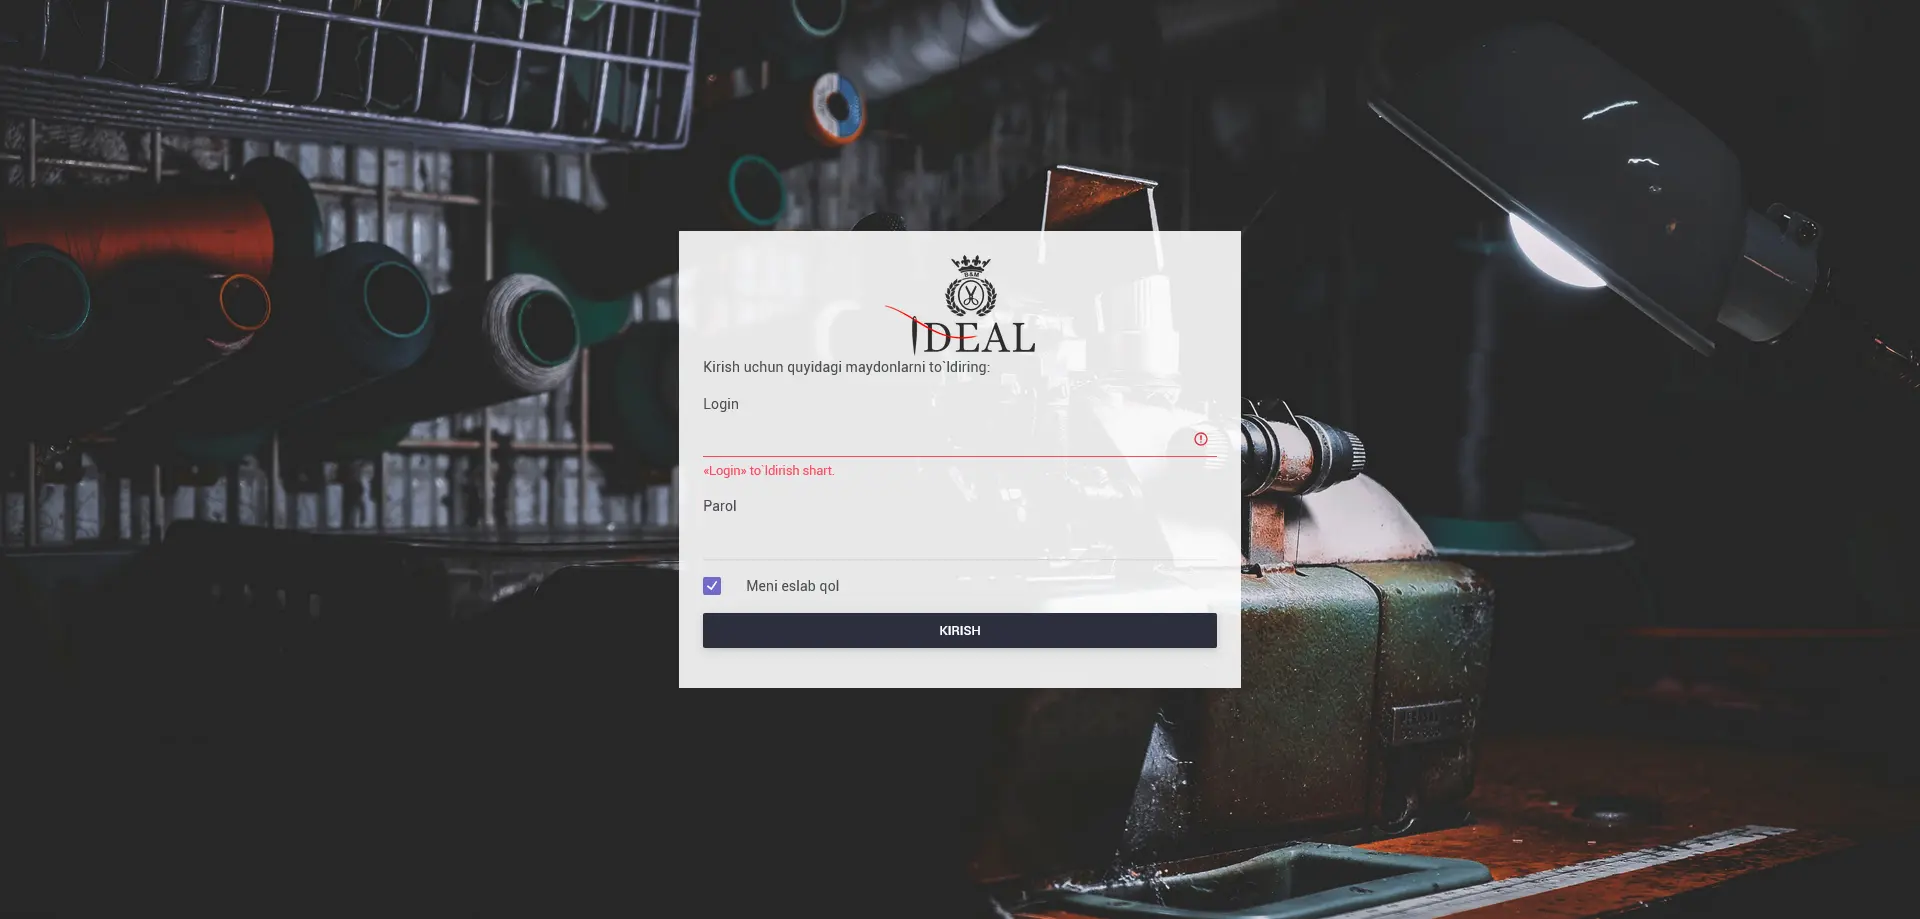 B&M
IDEAL
Kirish uchun quyidagi maydonlarni to`ldiring:
Login
«Login» to`ldirish shart.
Parol
Meni eslab qol
KIRISH